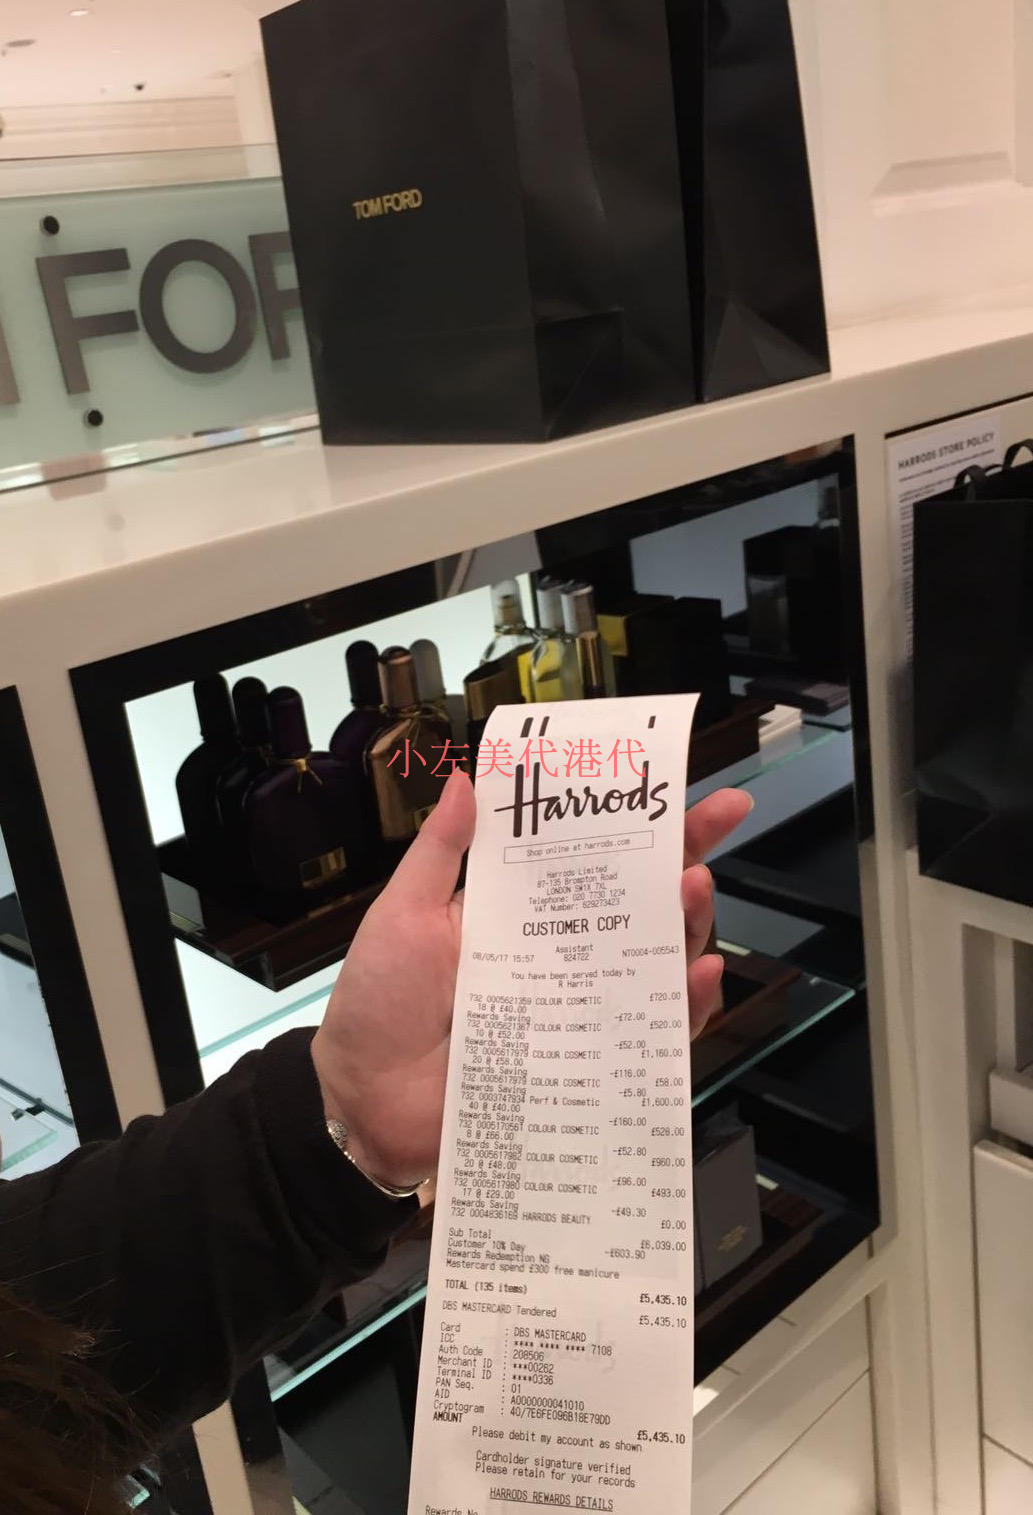 TOM FORD
FOR
HARRODS STORE POLICY
小左美代港代
Harrods
Shop online at harrods.com
Harrods Limited
87-135 Brompton Road
LONDON SW1X 7XL
Telephone: 020 7730 1234
VAT Number: 629273423
CUSTOMER COPY
Assistant
08/05/17 15:57 824722 NT0004-005543
You have been served today by
R Harris
732 0005621359 COLOUR COSMETIC £720.00
18 @ £40.00
Rewards Saving -£72.00
732 0005621367 COLOUR COSMETIC £520.00
10 @ £52.00
Rewards Saving -£52.00
732 0005617979 COLOUR COSMETIC £1,160.00
20 @ £58.00
Rewards Saving -£116.00
732 0005617979 COLOUR COSMETIC £58.00
Rewards Saving -£5.80
732 0003747934 Perf & Cosmetic £1,600.00
40 @ £40.00
Rewards Saving -£160.00
732 0005170561 COLOUR COSMETIC £528.00
8 @ £66.00
Rewards Saving -£52.80
732 0005617982 COLOUR COSMETIC £960.00
20 @ £48.00
Rewards Saving -£96.00
732 0005617980 COLOUR COSMETIC £493.00
17 @ £29.00
Rewards Saving -£49.30
732 0004836169 HARRODS BEAUTY £0.00
Sub Total £6,039.00
Customer 10% Day -£603.90
Rewards Redemption NG
Mastercard spend £300 free manicure
TOTAL (135 items) £5,435.10
DBS MASTERCARD Tendered £5,435.10
Card : DBS MASTERCARD
ICC : **** **** **** 7108
Auth Code : 208506
Merchant ID : ***00262
Terminal ID : ****0336
PAN Seq. : 01
AID : A0000000041010
Cryptogram : 40/7E6FE096B18E79DD
AMOUNT £5,435.10
Please debit my account as shown
Cardholder signature verified
Please retain for your records
HARRODS REWARDS DETAILS
Rewards No